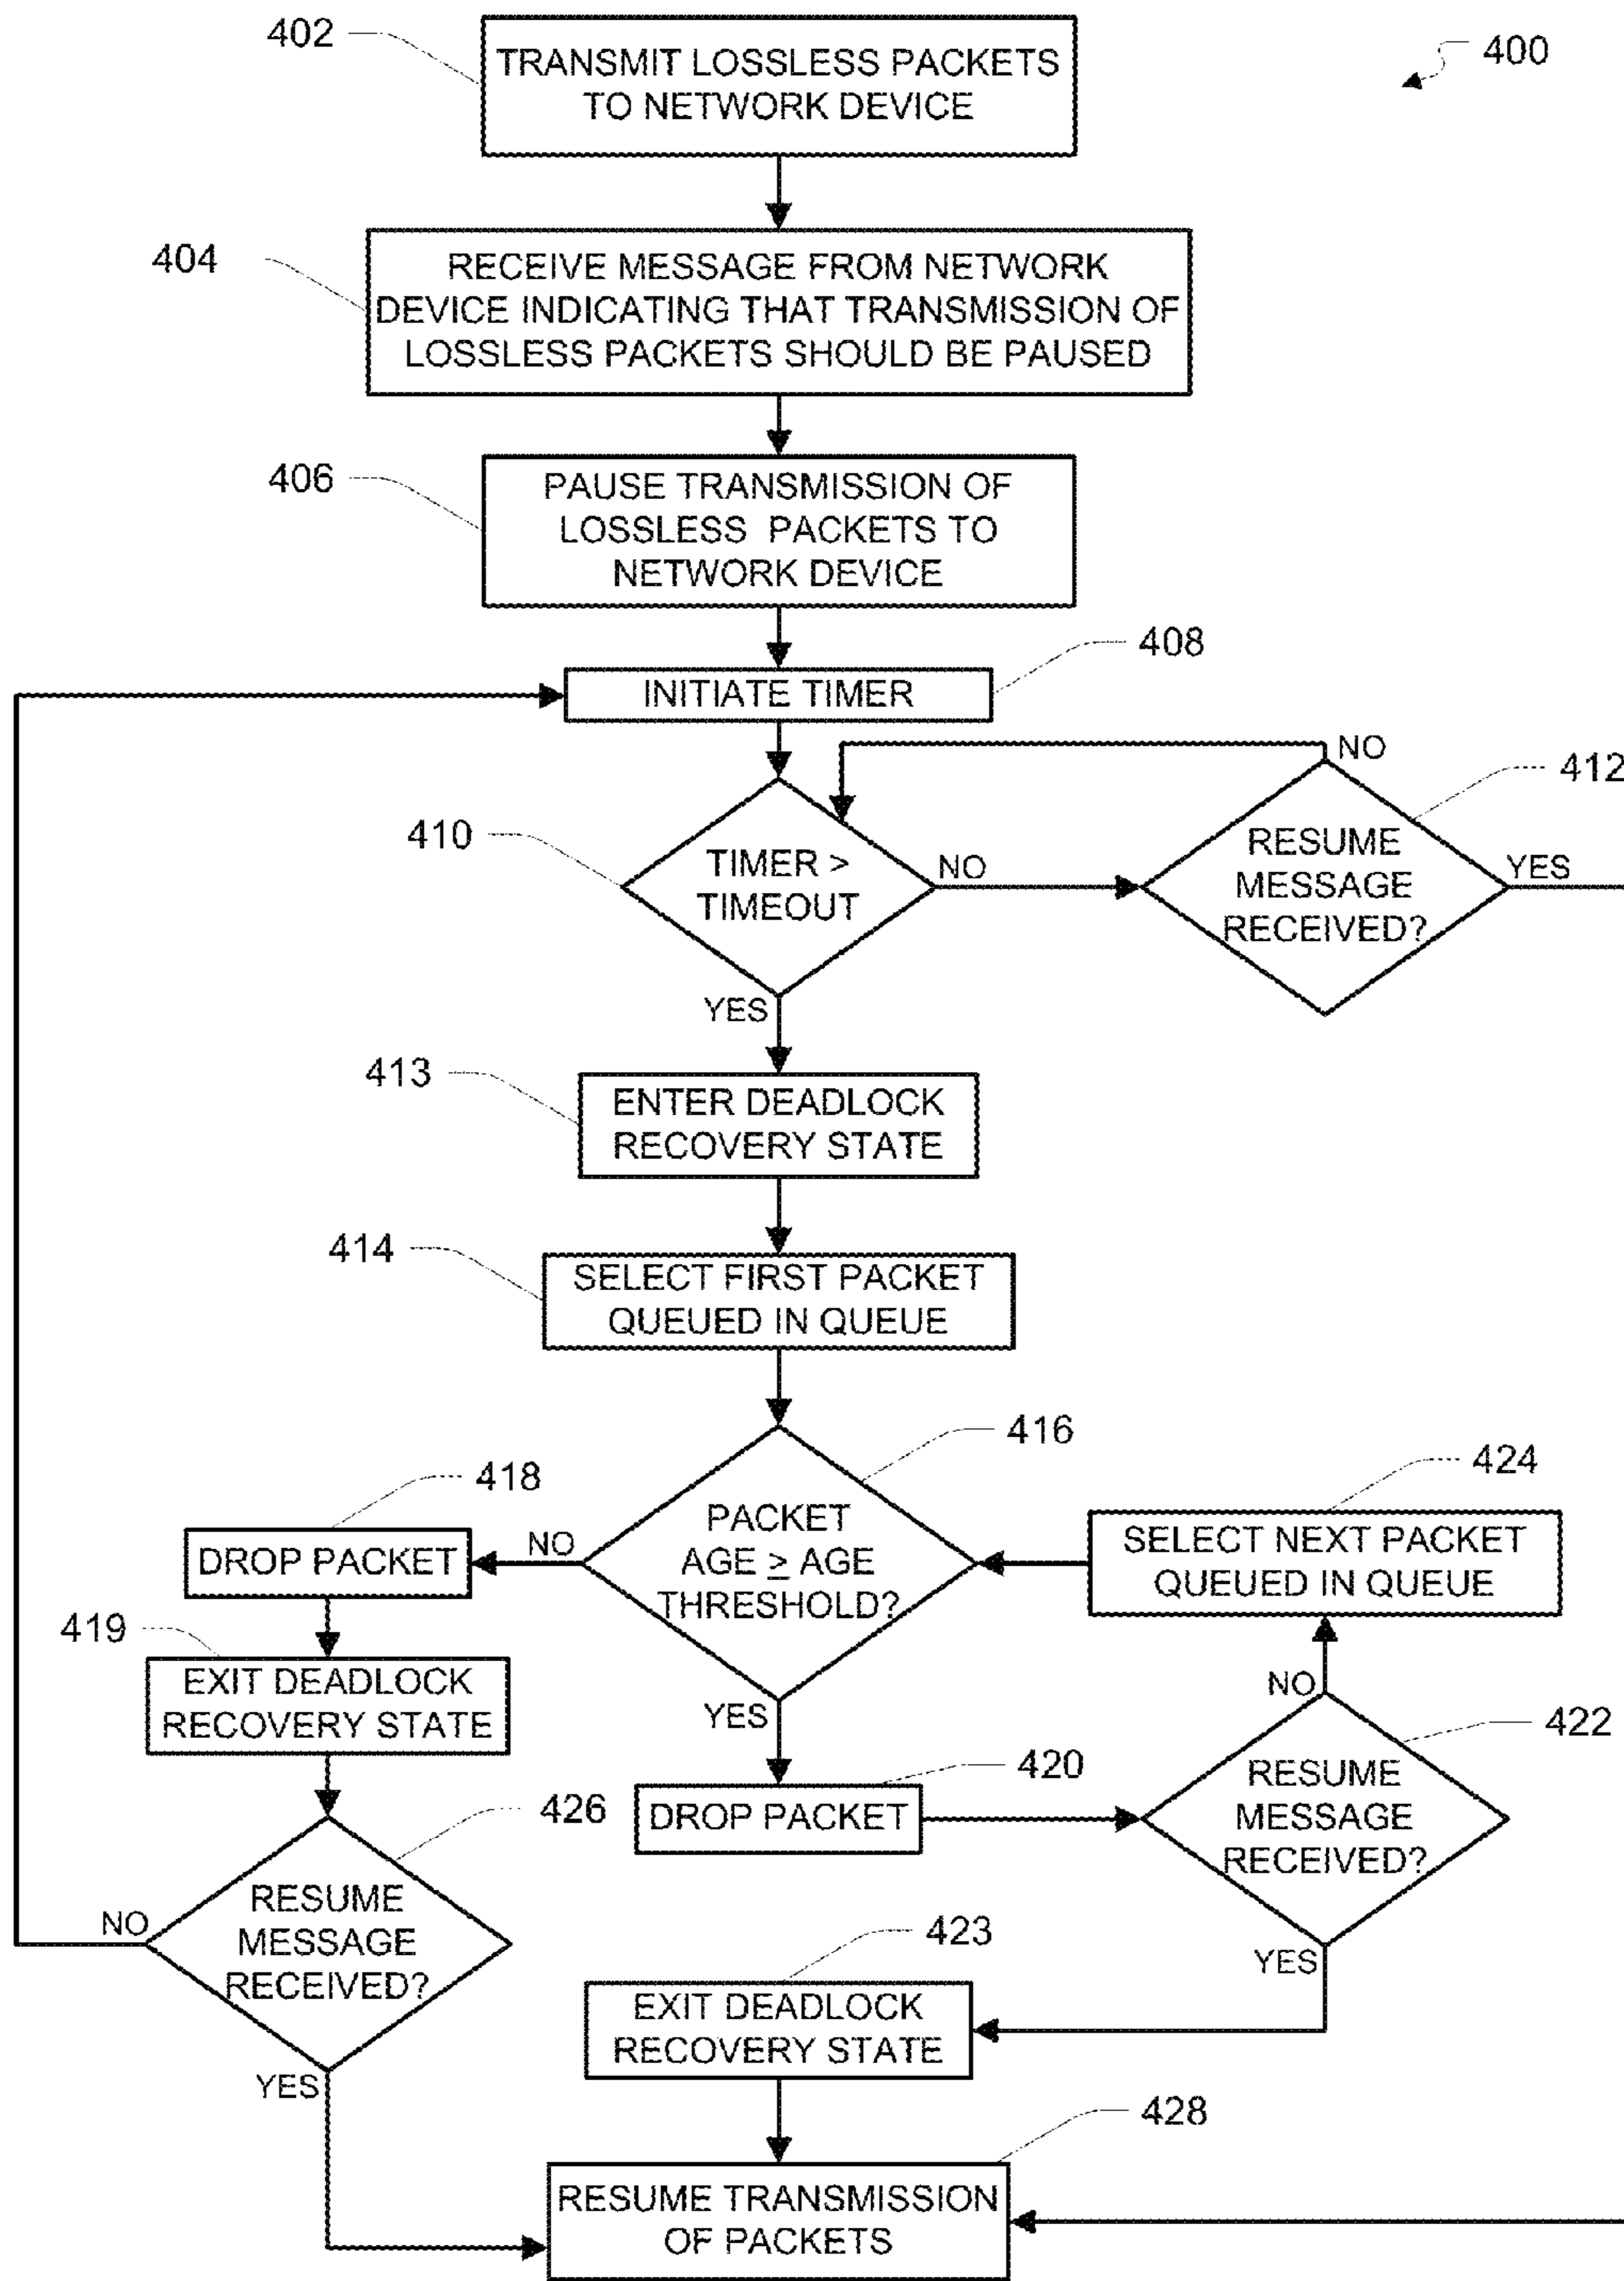 402
TRANSMIT LOSSLESS PACKETS
TO NETWORK DEVICE
400
404
RECEIVE MESSAGE FROM NETWORK
DEVICE INDICATING THAT TRANSMISSION OF
LOSSLESS PACKETS SHOULD BE PAUSED
406
PAUSE TRANSMISSION OF
LOSSLESS PACKETS TO
NETWORK DEVICE
408
INITIATE TIMER
NO
412
410
TIMER >
TIMEOUT
NO
RESUME
MESSAGE
RECEIVED?
YES
YES
413
ENTER DEADLOCK
RECOVERY STATE
414
SELECT FIRST PACKET
QUEUED IN QUEUE
416
418
424
PACKET
AGE ≥ AGE
THRESHOLD?
NO
DROP PACKET
SELECT NEXT PACKET
QUEUED IN QUEUE
419
EXIT DEADLOCK
RECOVERY STATE
YES
NO
422
420
DROP PACKET
RESUME
MESSAGE
RECEIVED?
426
RESUME
MESSAGE
RECEIVED?
NO
YES
423
EXIT DEADLOCK
RECOVERY STATE
YES
428
RESUME TRANSMISSION
OF PACKETS